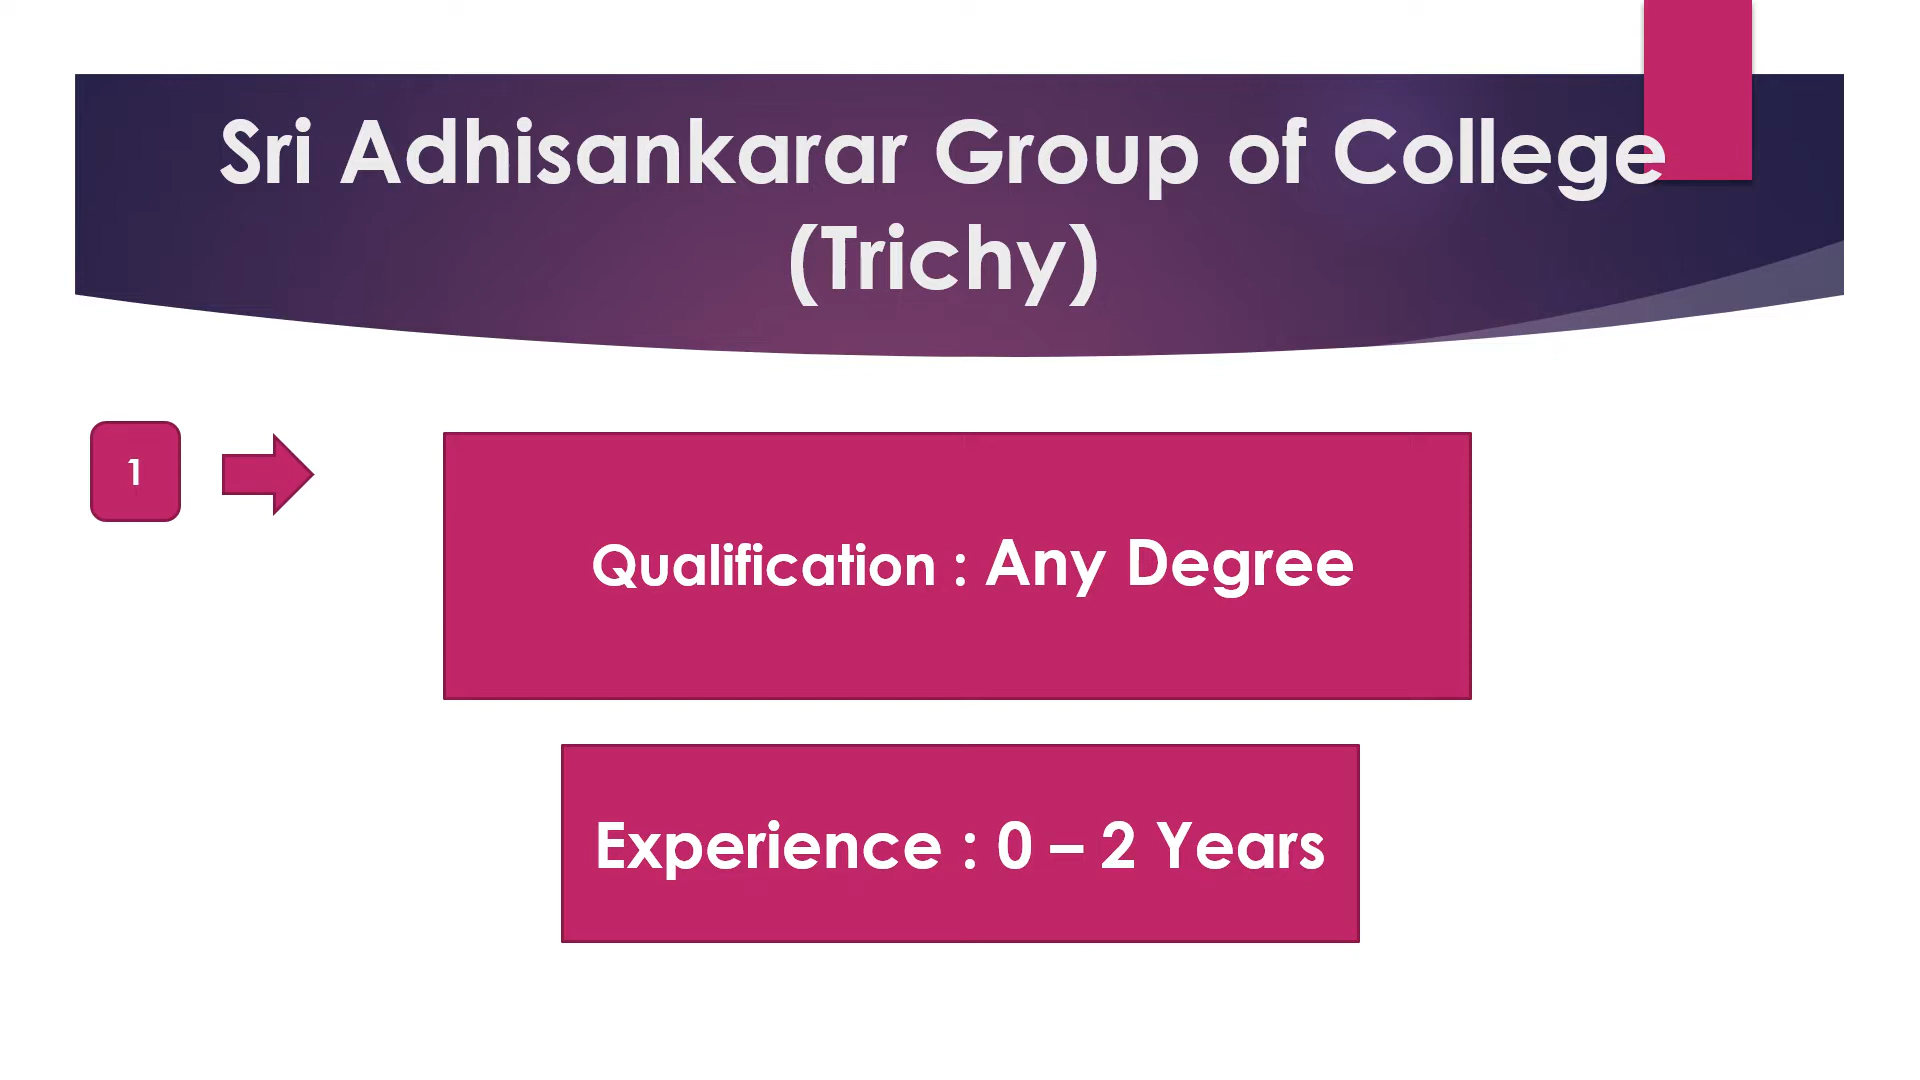 Sri Adhisankarar Group of College
(Trichy)
1
Qualification : Any Degree
Experience : 0 – 2 Years